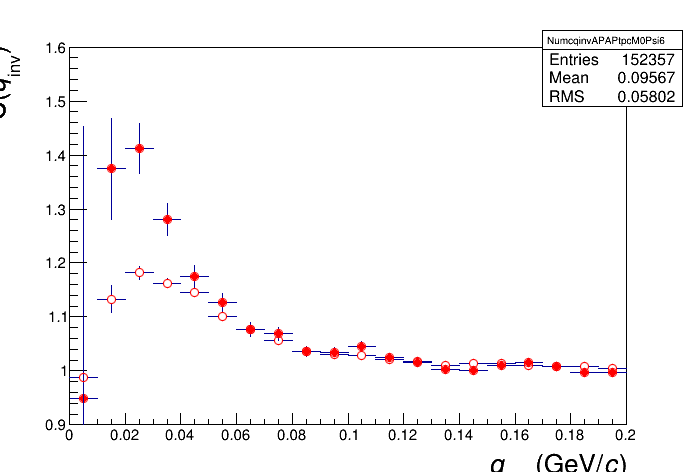 NumcqinvAPAPtpcM0Psi6
Entries 152357
Mean 0.09567
RMS 0.05802
(q inv)
1.6
1.5
1.4
1.3
1.2
1.1
1
0.9
0 0.02 0.04 0.06 0.08 0.1 0.12 0.14 0.16 0.18 0.2
(GeV/c)